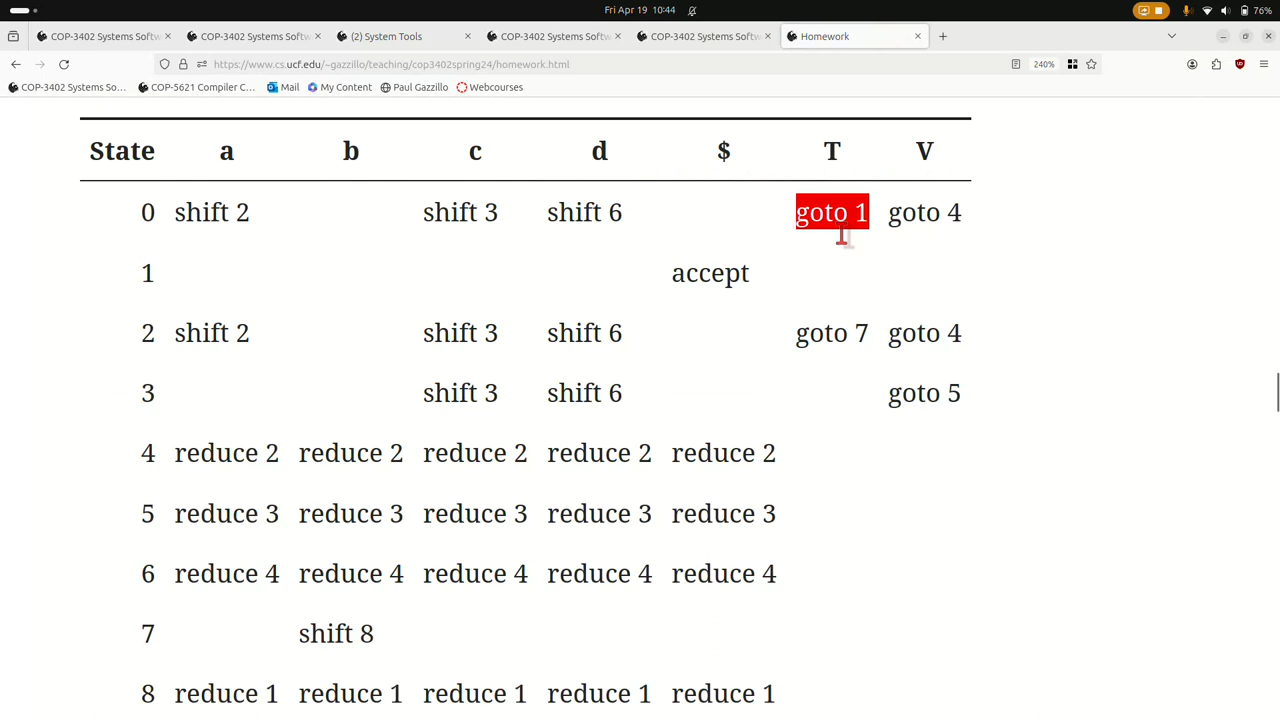 Fri Apr 19 10:44
76%
COP-3402 Systems Softw
COP-3402 Systems Softw
(2) System Tools
COP-3402 Systems Softw
COP-3402 Systems Softw
Homework
https://www.cs.ucf.edu/~gazzillo/teaching/cop3402spring24/homework.html
240%
COP-3402 Systems So...
COP-5621 Compiler C...
Mail
My Content
Paul Gazzillo
Webcourses
State a b c d $ T V
0 shift 2 shift 3 shift 6 goto 1 goto 4
1 accept
2 shift 2 shift 3 shift 6 goto 7 goto 4
3 shift 3 shift 6 goto 5
4 reduce 2 reduce 2 reduce 2 reduce 2 reduce 2
5 reduce 3 reduce 3 reduce 3 reduce 3 reduce 3
6 reduce 4 reduce 4 reduce 4 reduce 4 reduce 4
7 shift 8
8 reduce 1 reduce 1 reduce 1 reduce 1 reduce 1